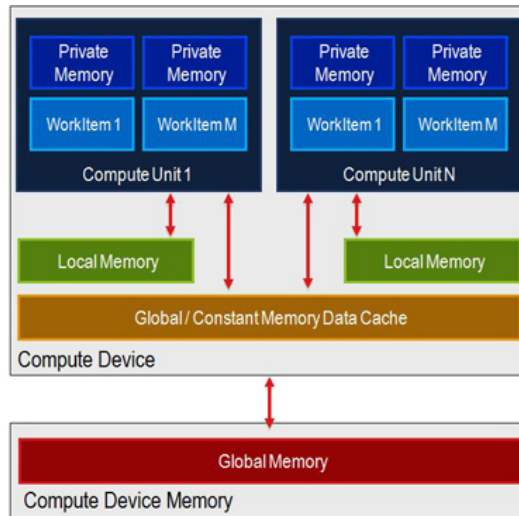 Private Memory
Private Memory
Private Memory
Private Memory
WorkItem 1
WorkItem M
WorkItem 1
WorkItem M
Compute Unit 1
Compute Unit N
Local Memory
Local Memory
Global / Constant Memory Data Cache
Compute Device
Global Memory
Compute Device Memory